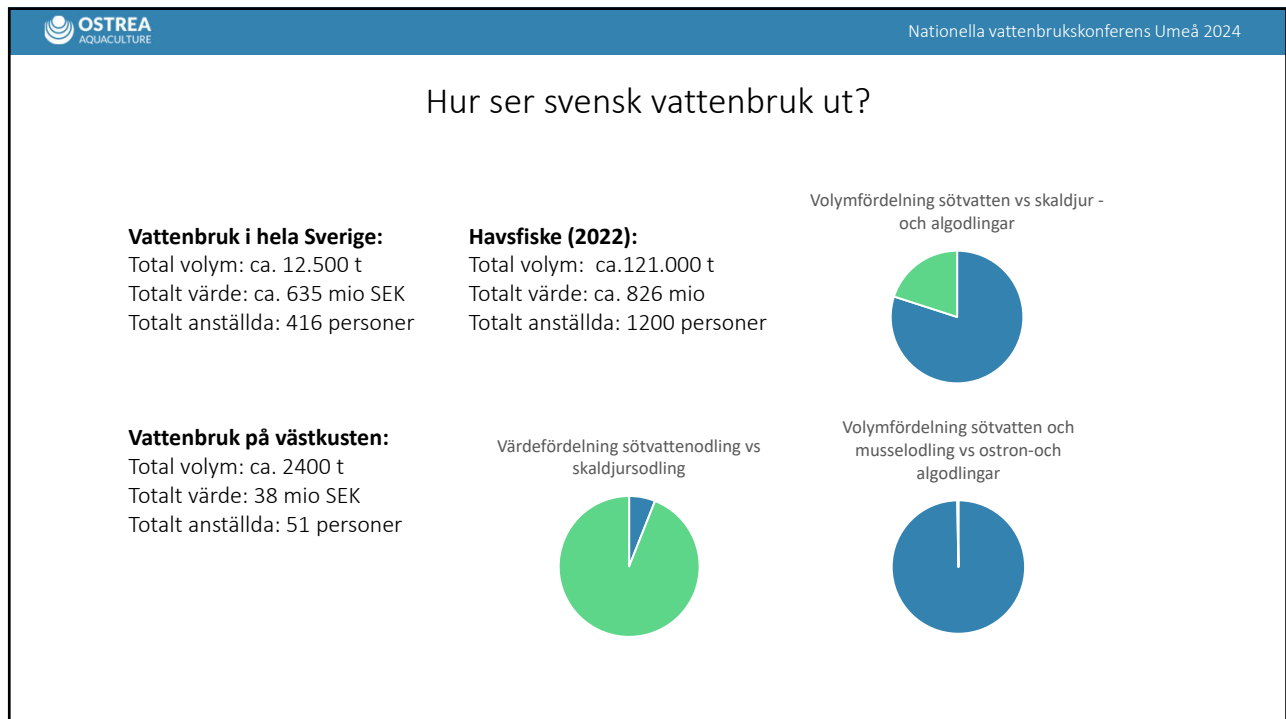 OSTREA
AQUACULTURE
Nationella vattenbrukskonferens Umeå 2024
Hur ser svensk vattenbruk ut?
Vattenbruk i hela Sverige:
Total volym: ca. 12.500 t
Totalt värde: ca. 635 mio SEK
Totalt anställda: 416 personer
Havsfiske (2022):
Total volym: ca.121.000 t
Totalt värde: ca. 826 mio
Totalt anställda: 1200 personer
Volymfördelning sötvatten vs skaldjur -
och algodlingar
Vattenbruk på västkusten:
Total volym: ca. 2400 t
Totalt värde: 38 mio SEK
Totalt anställda: 51 personer
Värdefördelning sötvattenodling vs
skaldjursodling
Volymfördelning sötvatten och
musselodling vs ostron-och
algodlingar